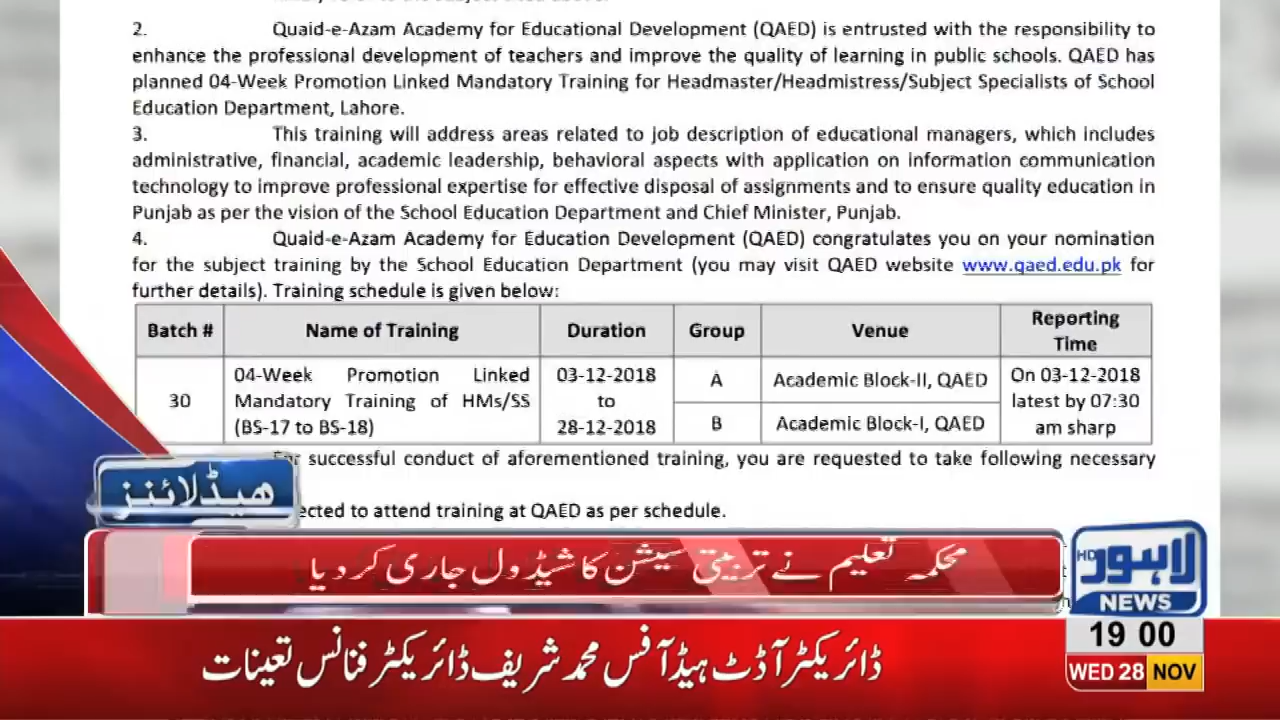 2. Quaid-e-Azam Academy for Educational Development (QAED) is entrusted with the responsibility to
enhance the professional development of teachers and improve the quality of learning in public schools. QAED has
planned 04-Week Promotion Linked Mandatory Training for Headmaster/Headmistress/Subject Specialists of School
Education Department, Lahore.
3. This training will address areas related to job description of educational managers, which includes
administrative, financial, academic leadership, behavioral aspects with application on information communication
technology to improve professional expertise for effective disposal of assignments and to ensure quality education in
Punjab as per the vision of the School Education Department and Chief Minister, Punjab.
4. Quaid-e-Azam Academy for Education Development (QAED) congratulates you on your nomination
for the subject training by the School Education Department (you may visit QAED website www.qaed.edu.pk for
further details). Training schedule is given below:
Batch # Name of Training Duration Group Venue Reporting Time
30 04-Week Promotion Linked Mandatory Training of HMs/SS (BS-17 to BS-18) 03-12-2018 to 28-12-2018 A Academic Block-II, QAED On 03-12-2018 latest by 07:30 am sharp
B Academic Block-I, QAED
For successful conduct of aforementioned training, you are requested to take following necessary
ected to attend training at QAED as per schedule.
ہیڈلائنز
محکمہ تعلیم نے تربیتی سیشن کا شیڈول جاری کر دیا
HD لاہور
NEWS
19 00
WED 28 NOV
ڈائریکٹر آڈٹ ہیڈ آفس محمد شریف ڈائریکٹر فنانس تعینات